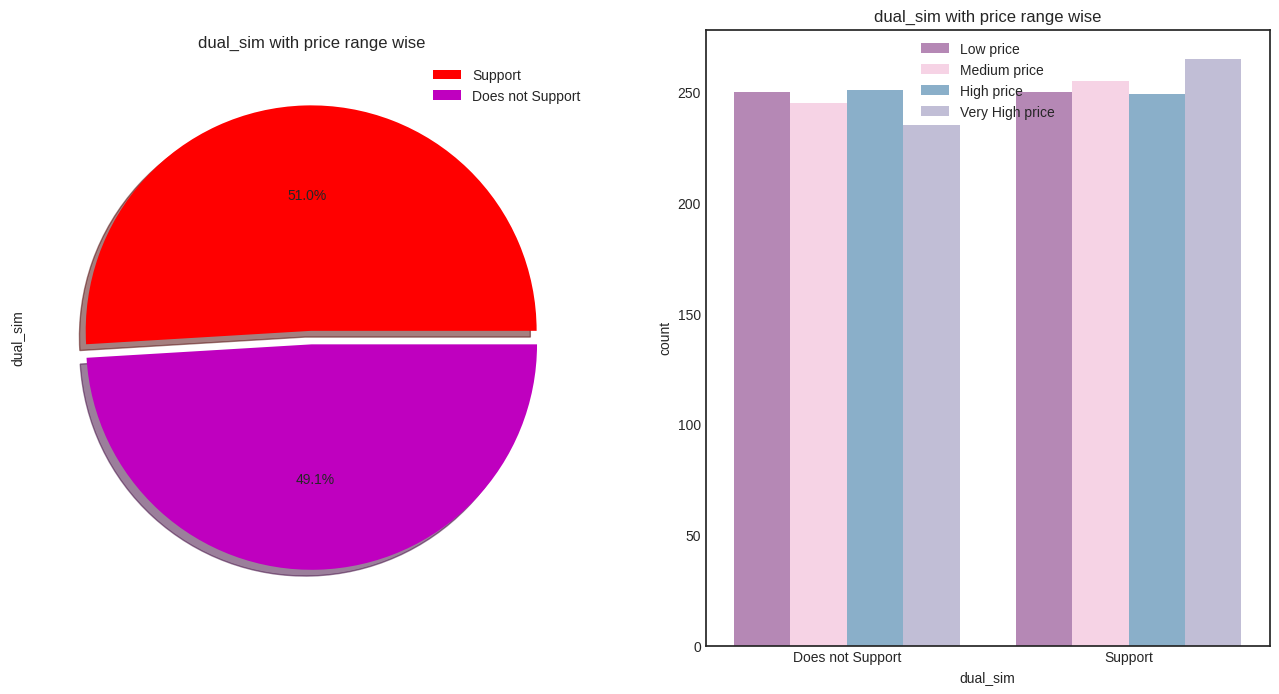 dual_sim with price range wise
Support
Does not Support
51.0%
49.1%
dual_sim
dual_sim with price range wise
Low price
Medium price
High price
Very High price
250
200
150
100
50
0
count
Does not Support
Support
dual_sim